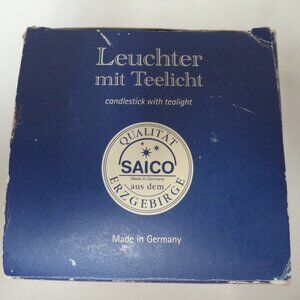 Leuchter
mit Teelicht
candlestick with tealight
QUALITÄT
SAICO
Made in Germany
aus dem
ERZGEBIRGE
Made in Germany